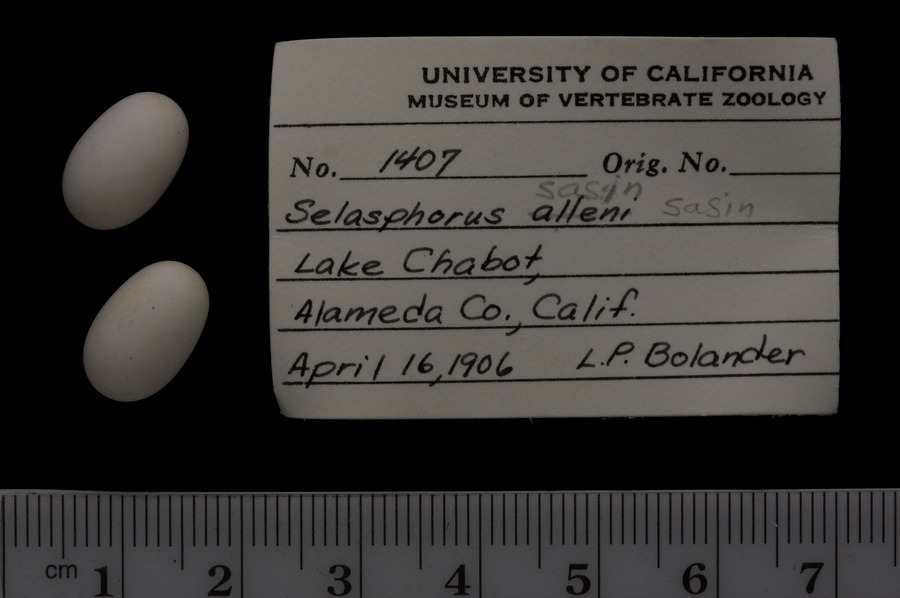 UNIVERSITY OF CALIFORNIA
MUSEUM OF VERTEBRATE ZOOLOGY
No. 1407 Orig. No.
sasin
Selasphorus alleni sasin
Lake Chabot,
Alameda Co., Calif.
April 16, 1906 L.P. Bolander
cm 1 2 3 4 5 6 7